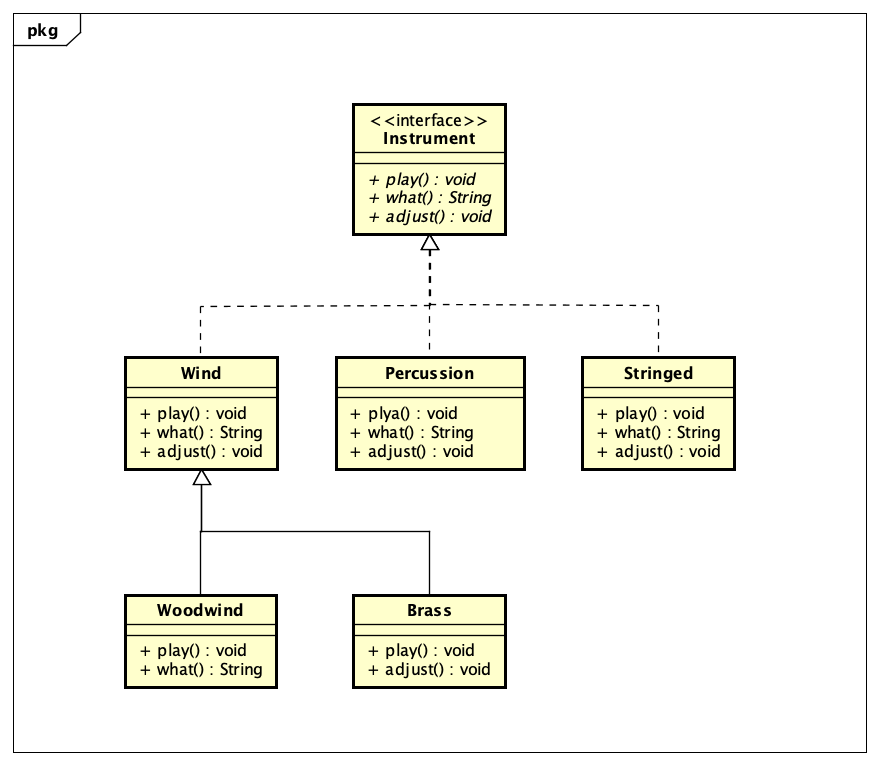 pkg
<<interface>>
Instrument
+ play() : void
+ what() : String
+ adjust() : void
Wind
+ play() : void
+ what() : String
+ adjust() : void
Percussion
+ plya() : void
+ what() : String
+ adjust() : void
Stringed
+ play() : void
+ what() : String
+ adjust() : void
Woodwind
+ play() : void
+ what() : String
Brass
+ play() : void
+ adjust() : void